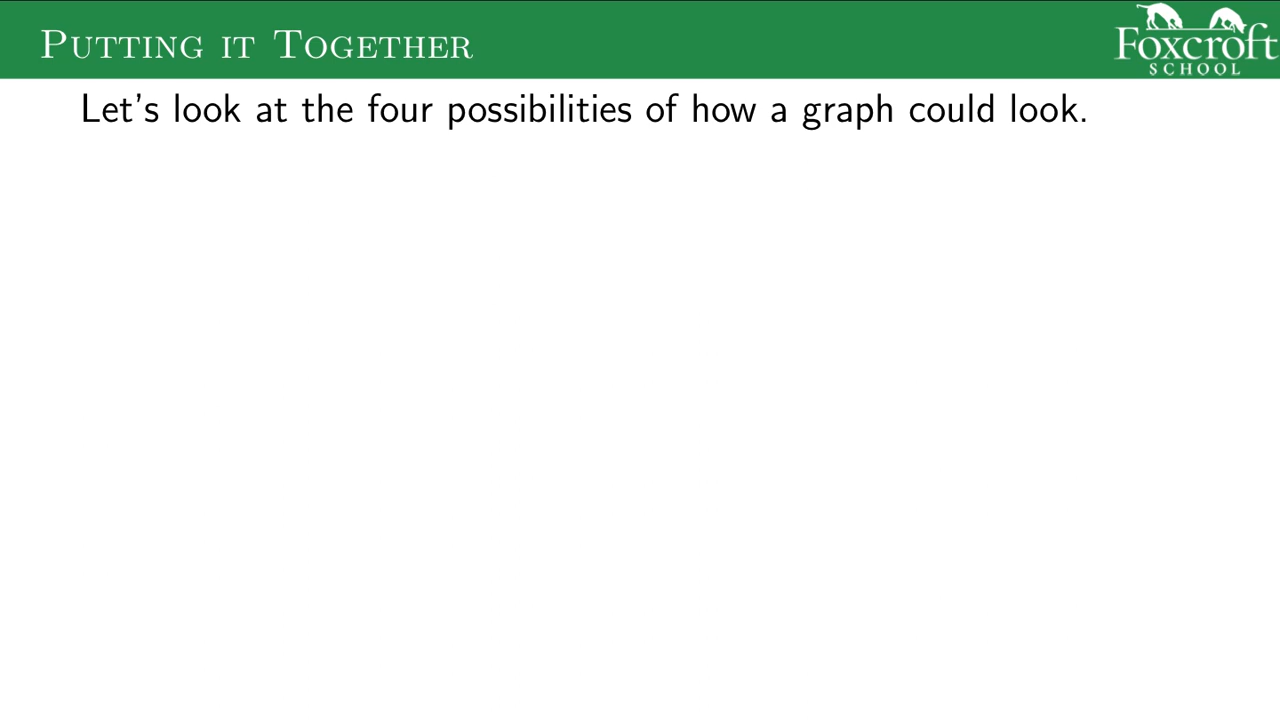 Putting it Together
Foxcroft
SCHOOL
Let's look at the four possibilities of how a graph could look.